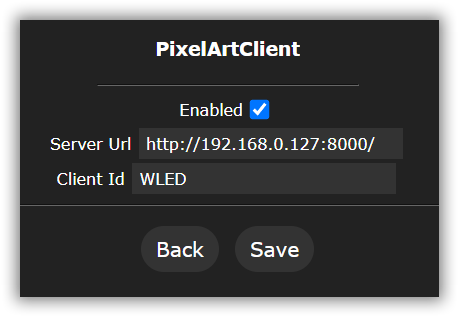 PixelArtClient
Enabled
Server Url http://192.168.0.127:8000/
Client Id WLED
Back Save